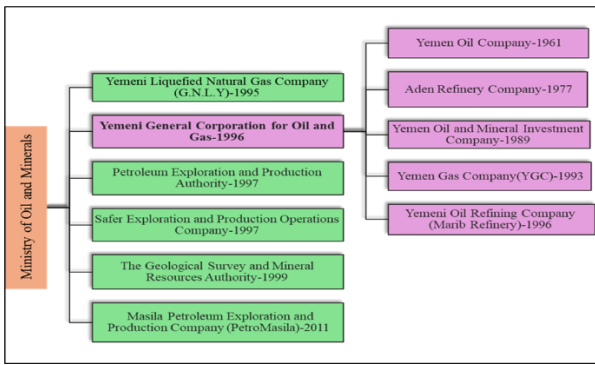 Ministry of Oil and Minerals
Yemeni Liquefied Natural Gas Company
(G.N.L.Y)-1995
Yemeni General Corporation for Oil and
Gas-1996
Petroleum Exploration and Production
Authority-1997
Safer Exploration and Production Operations
Company-1997
The Geological Survey and Mineral
Resources Authority-1999
Masila Petroleum Exploration and
Production Company (PetroMasila)-2011
Yemen Oil Company-1961
Aden Refinery Company-1977
Yemen Oil and Mineral Investment
Company-1989
Yemen Gas Company(YGC)-1993
Yemeni Oil Refining Company
(Marib Refinery)-1996